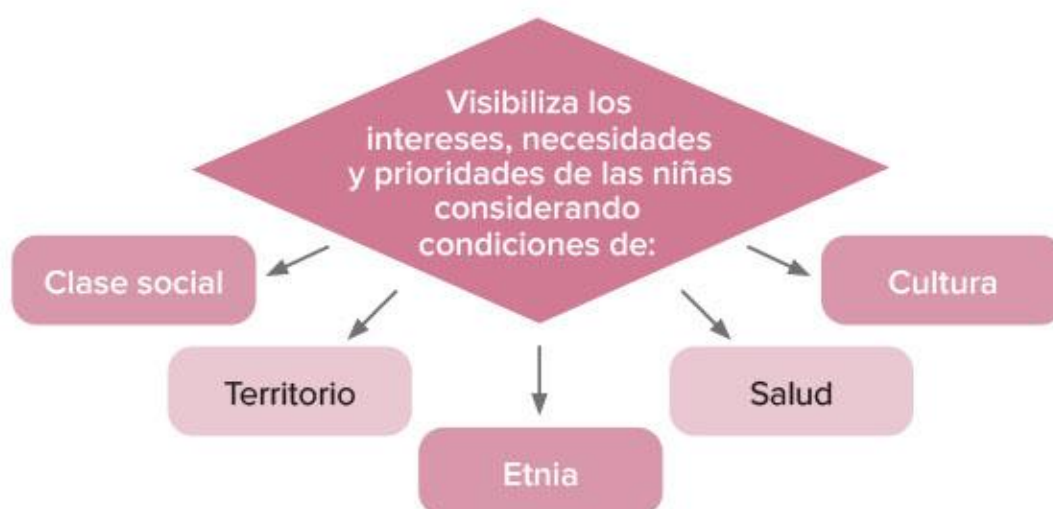 Visibiliza los
intereses, necesidades
y prioridades de las niñas
considerando
condiciones de:
Clase social
Territorio
Etnia
Salud
Cultura